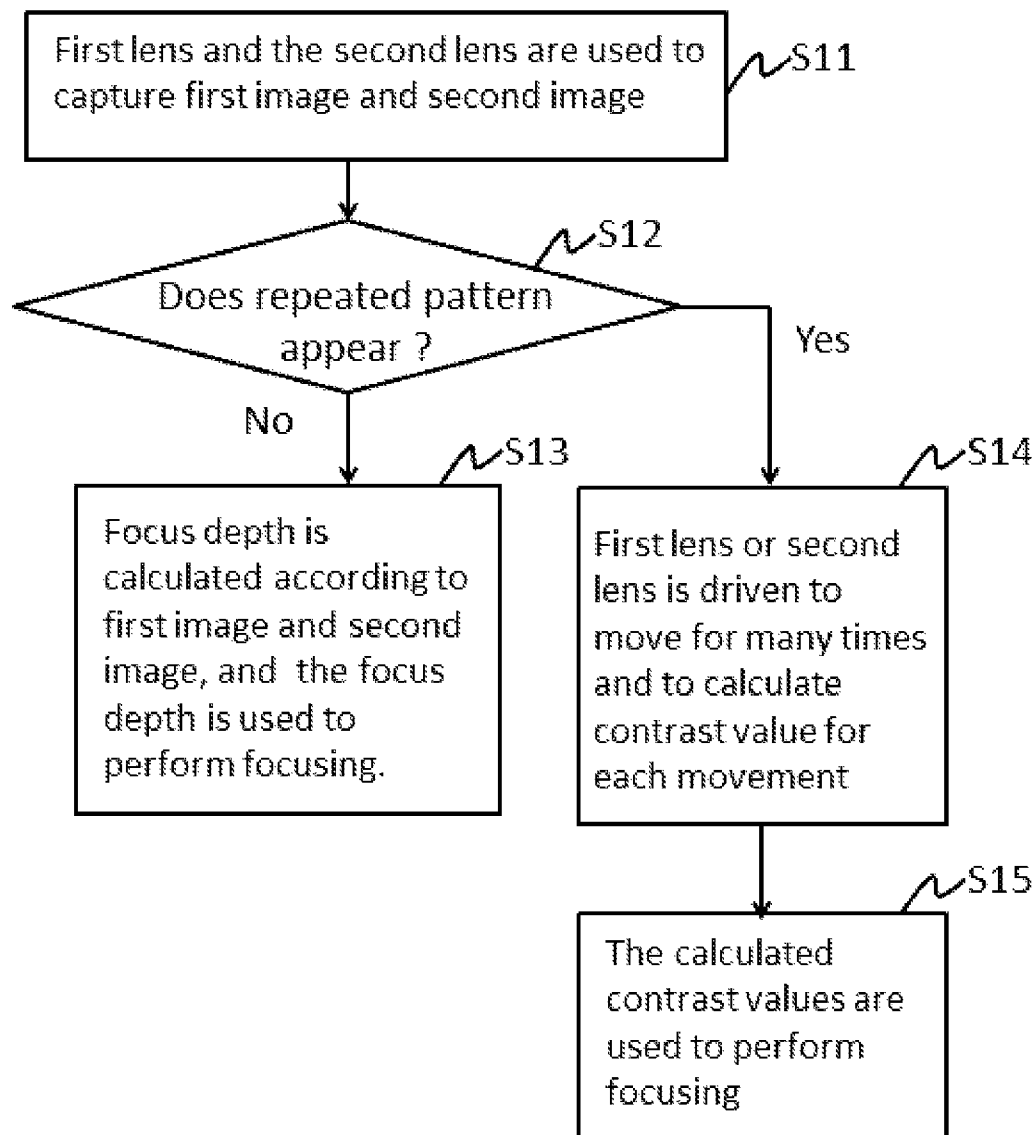 First lens and the second lens are used to
capture first image and second image
S11
S12
Does repeated pattern
appear ?
Yes
No
S13
Focus depth is
calculated according to
first image and second
image, and the focus
depth is used to
perform focusing.
S14
First lens or second
lens is driven to
move for many times
and to calculate
contrast value for
each movement
S15
The calculated
contrast values are
used to perform
focusing